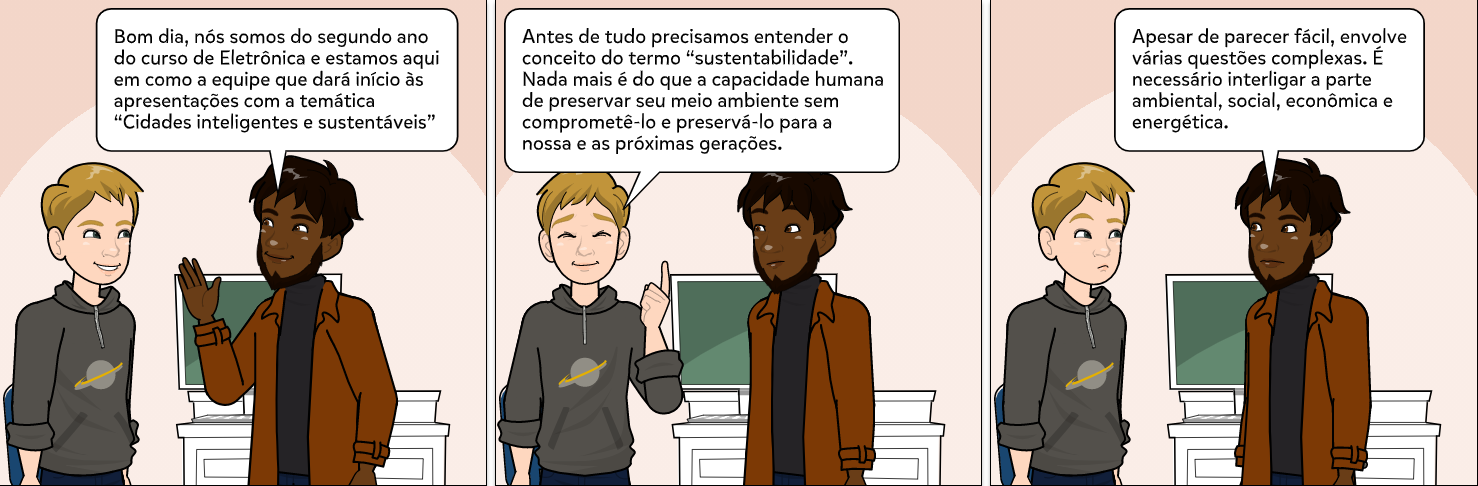 Bom dia, nós somos do segundo ano
do curso de Eletrônica e estamos aqui
em como a equipe que dará início às
apresentações com a temática
“Cidades inteligentes e sustentáveis”
Antes de tudo precisamos entender o
conceito do termo “sustentabilidade”.
Nada mais é do que a capacidade humana
de preservar seu meio ambiente sem
comprometê-lo e preservá-lo para a
nossa e as próximas gerações.
Apesar de parecer fácil, envolve
várias questões complexas. É
necessário interligar a parte
ambiental, social, econômica e
energética.